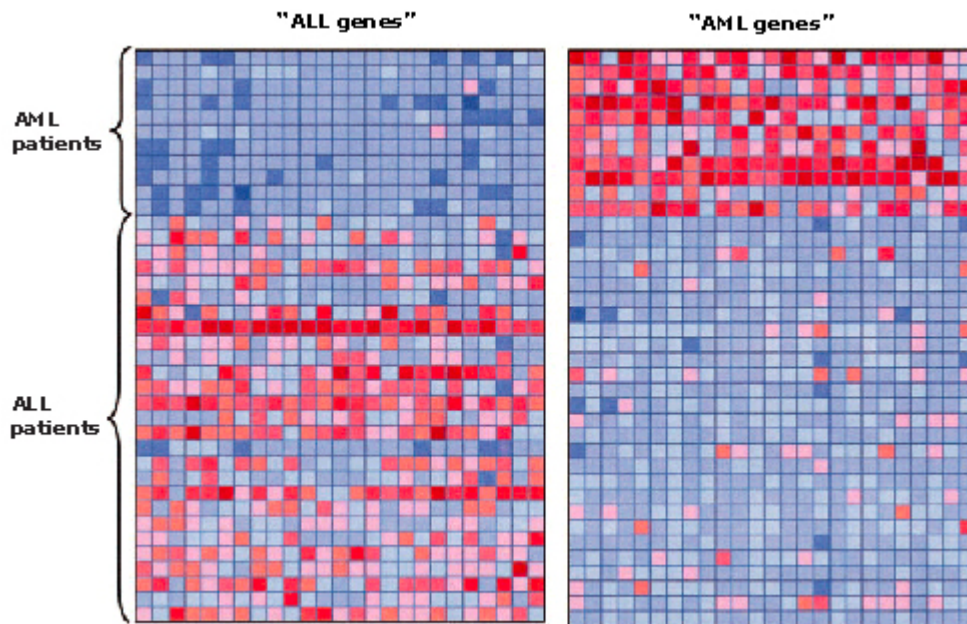 "ALL genes"
"AML genes"
AML
patients
ALL
patients